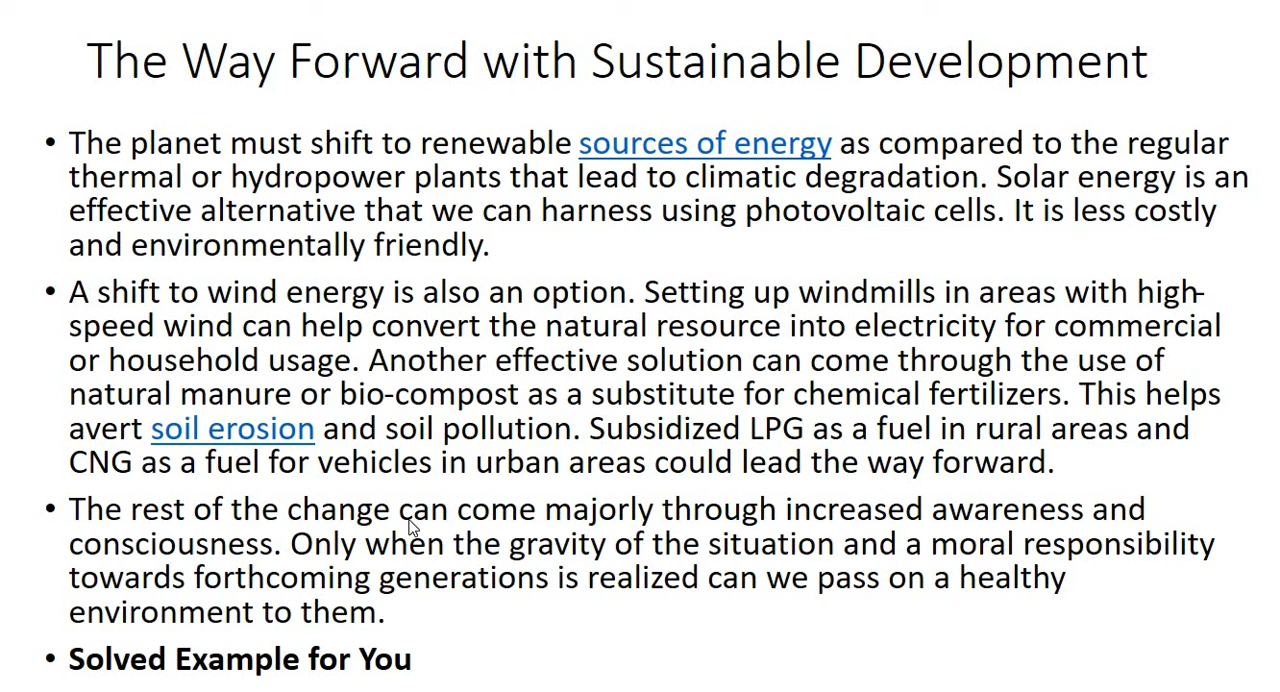 The Way Forward with Sustainable Development
• The planet must shift to renewable sources of energy as compared to the regular
thermal or hydropower plants that lead to climatic degradation. Solar energy is an
effective alternative that we can harness using photovoltaic cells. It is less costly
and environmentally friendly.
• A shift to wind energy is also an option. Setting up windmills in areas with high-
speed wind can help convert the natural resource into electricity for commercial
or household usage. Another effective solution can come through the use of
natural manure or bio-compost as a substitute for chemical fertilizers. This helps
avert soil erosion and soil pollution. Subsidized LPG as a fuel in rural areas and
CNG as a fuel for vehicles in urban areas could lead the way forward.
• The rest of the change can come majorly through increased awareness and
consciousness. Only when the gravity of the situation and a moral responsibility
towards forthcoming generations is realized can we pass on a healthy
environment to them.
• Solved Example for You